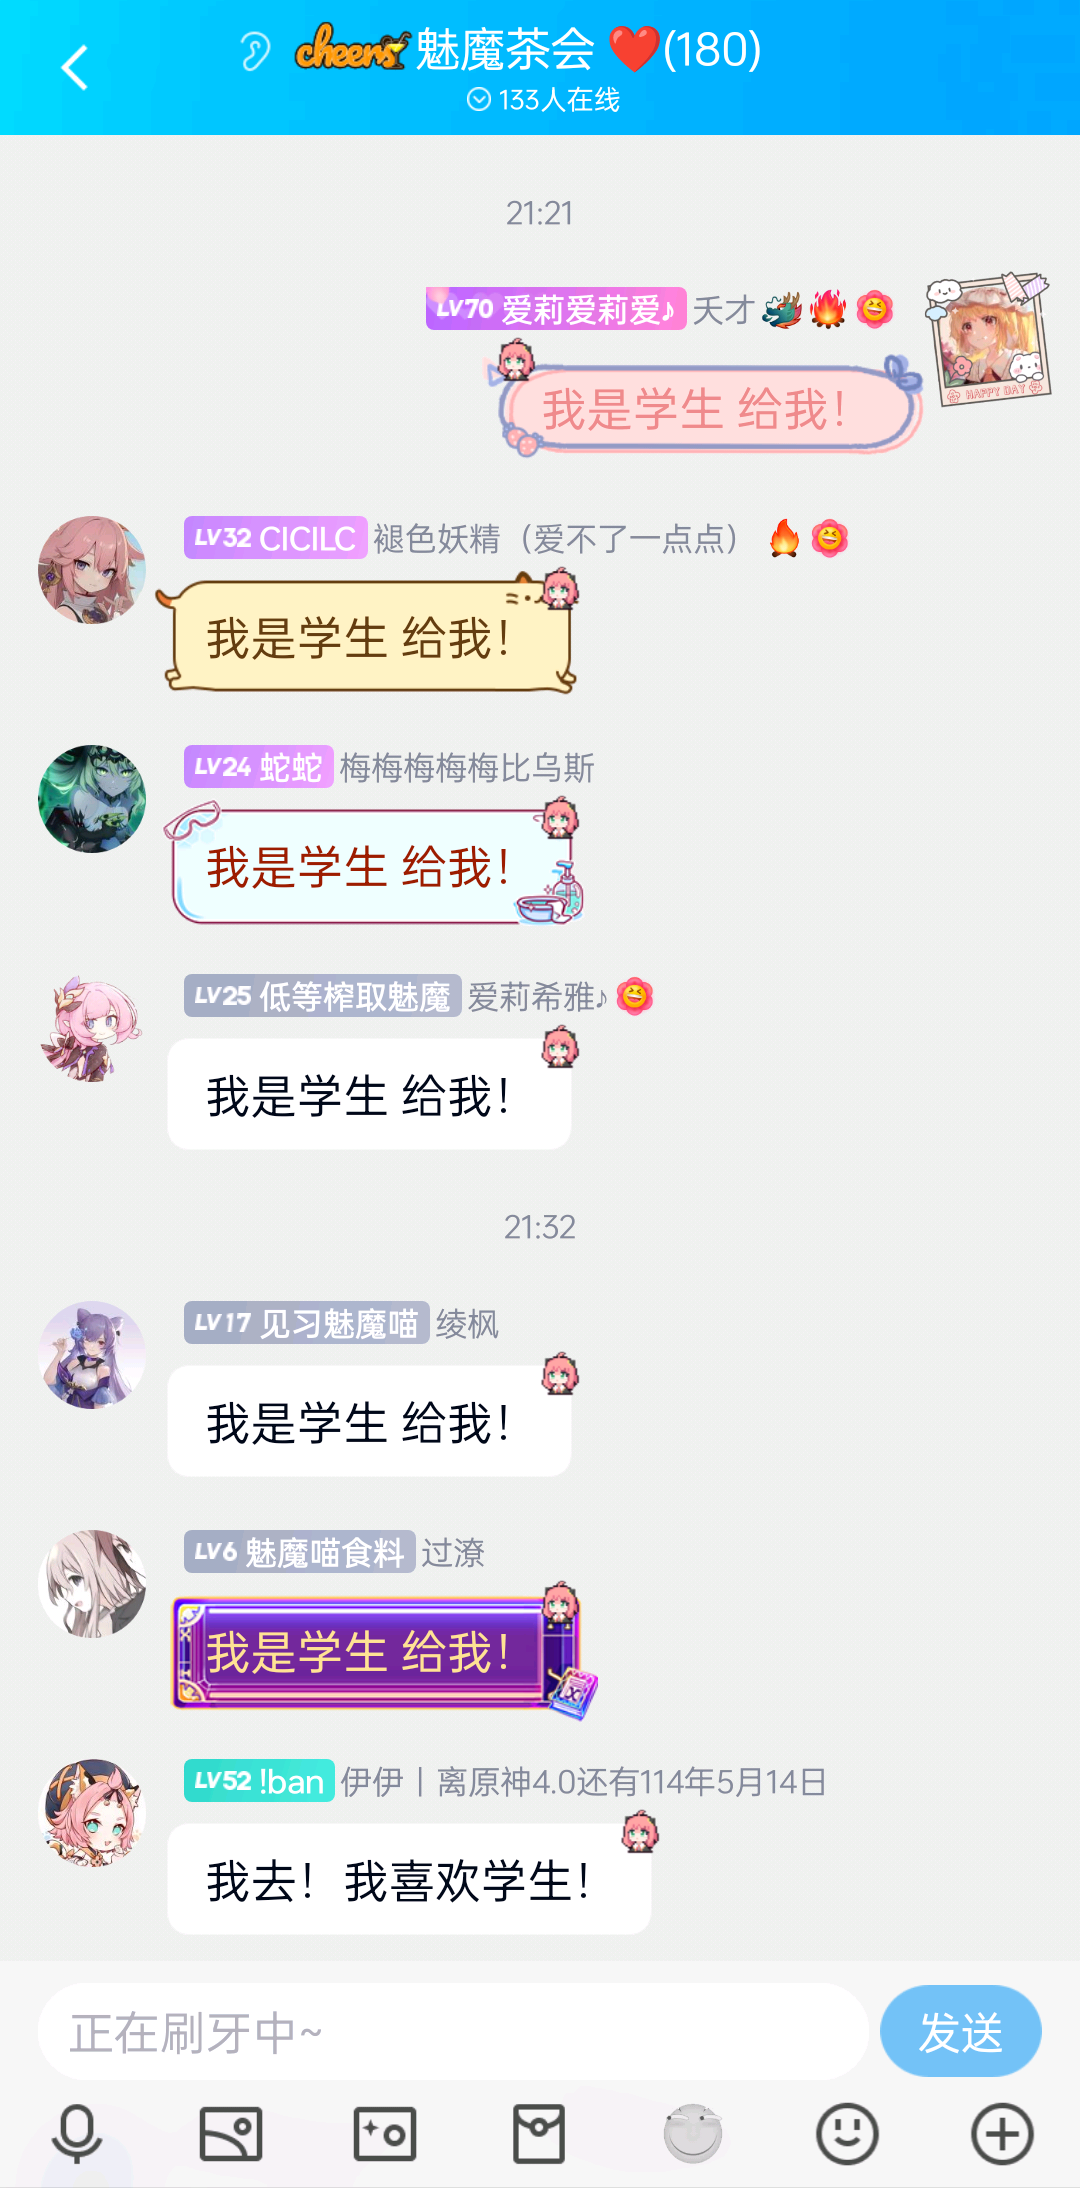 cheers 魅魔茶会 ❤️(180)
133人在线
21:21
LV70 爱莉爱莉爱♪ 天才🐉🔥
HAPPY DAY
我是学生 给我！
LV32 CICILC 褪色妖精（爱不了一点点） 🔥
我是学生 给我！
LV24 蛇蛇 梅梅梅梅梅比乌斯
我是学生 给我！
LV25 低等榨取魅魔 爱莉希雅♪
我是学生 给我！
21:32
LV17 见习魅魔喵 绫枫
我是学生 给我！
LV6 魅魔喵食料 过潦
我是学生 给我！
LV52 !ban 伊伊丨离原神4.0还有114年5月14日
我去！我喜欢学生！
正在刷牙中~
发送